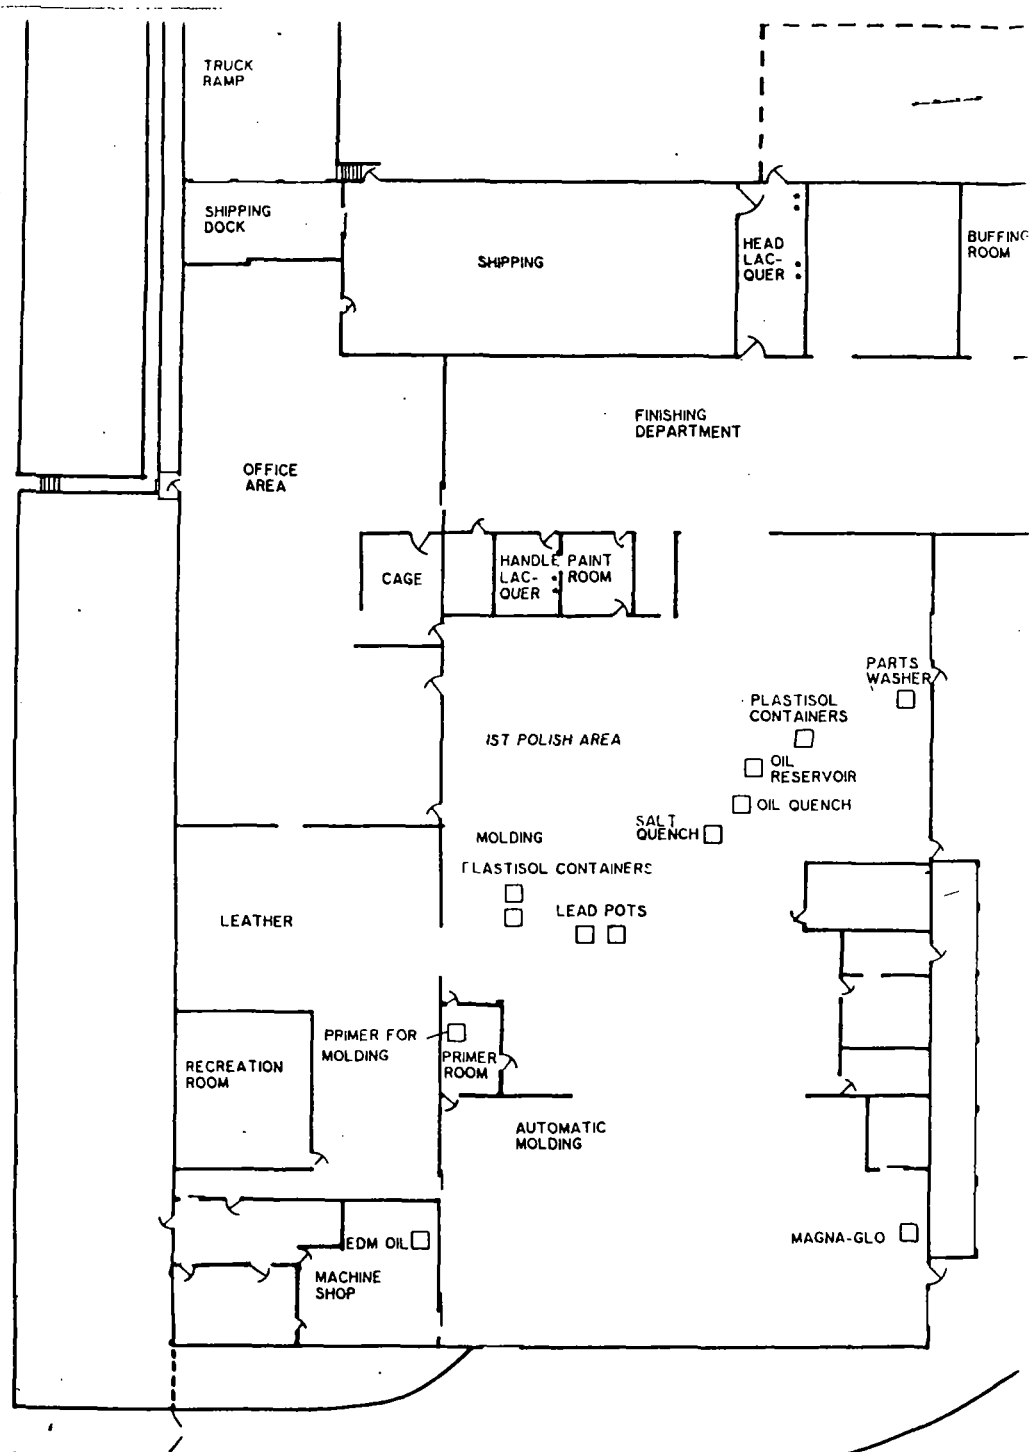 TRUCK
RAMP
SHIPPING
DOCK
SHIPPING
HEAD
LAC-
QUER
BUFFING
ROOM
FINISHING
DEPARTMENT
OFFICE
AREA
CAGE
HANDLE
LAC-
QUER
PAINT
ROOM
PARTS
WASHER
PLASTISOL
CONTAINERS
1ST POLISH AREA
OIL
RESERVOIR
OIL QUENCH
SALT
QUENCH
MOLDING
PLASTISOL CONTAINERS
LEAD POTS
LEATHER
PRIMER FOR
MOLDING
PRIMER
ROOM
RECREATION
ROOM
AUTOMATIC
MOLDING
MAGNA-GLO
EDM OIL
MACHINE
SHOP